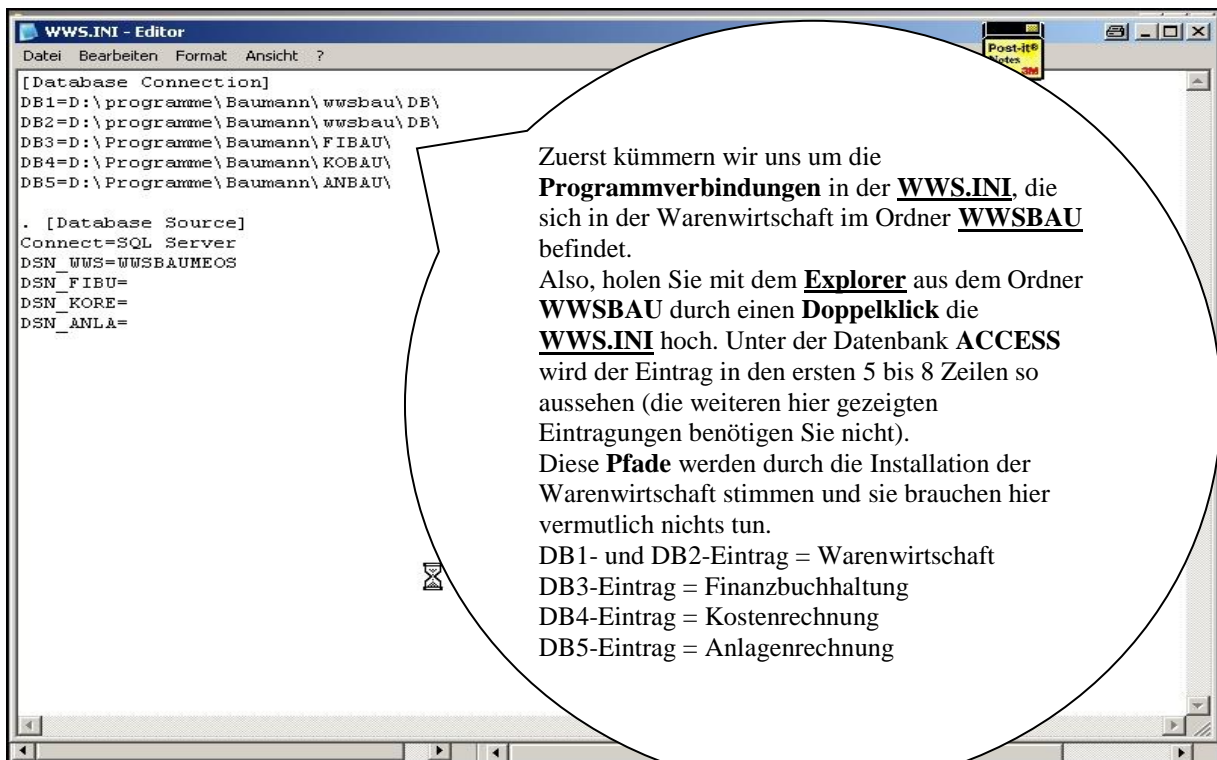 WWS.INI - Editor
Datei Bearbeiten Format Ansicht ?
Post-it®
Notes
3M
[Database Connection]
DB1=D:\programme\Baumann\wwsbau\DB\
DB2=D:\programme\Baumann\wwsbau\DB\
DB3=D:\Programme\Baumann\FIBAU\
DB4=D:\Programme\Baumann\KOBAU\
DB5=D:\Programme\Baumann\ANBAU\
. [Database Source]
Connect=SQL Server
DSN_WWS=WWSBAUMEOS
DSN_FIBU=
DSN_KORE=
DSN_ANLA=
Zuerst kümmern wir uns um die
Programmverbindungen in der WWS.INI, die
sich in der Warenwirtschaft im Ordner WWSBAU
befindet.
Also, holen Sie mit dem Explorer aus dem Ordner
WWSBAU durch einen Doppelklick die
WWS.INI hoch. Unter der Datenbank ACCESS
wird der Eintrag in den ersten 5 bis 8 Zeilen so
aussehen (die weiteren hier gezeigten
Eintragungen benötigen Sie nicht).
Diese Pfade werden durch die Installation der
Warenwirtschaft stimmen und sie brauchen hier
vermutlich nichts tun.
DB1- und DB2-Eintrag = Warenwirtschaft
DB3-Eintrag = Finanzbuchhaltung
DB4-Eintrag = Kostenrechnung
DB5-Eintrag = Anlagenrechnung